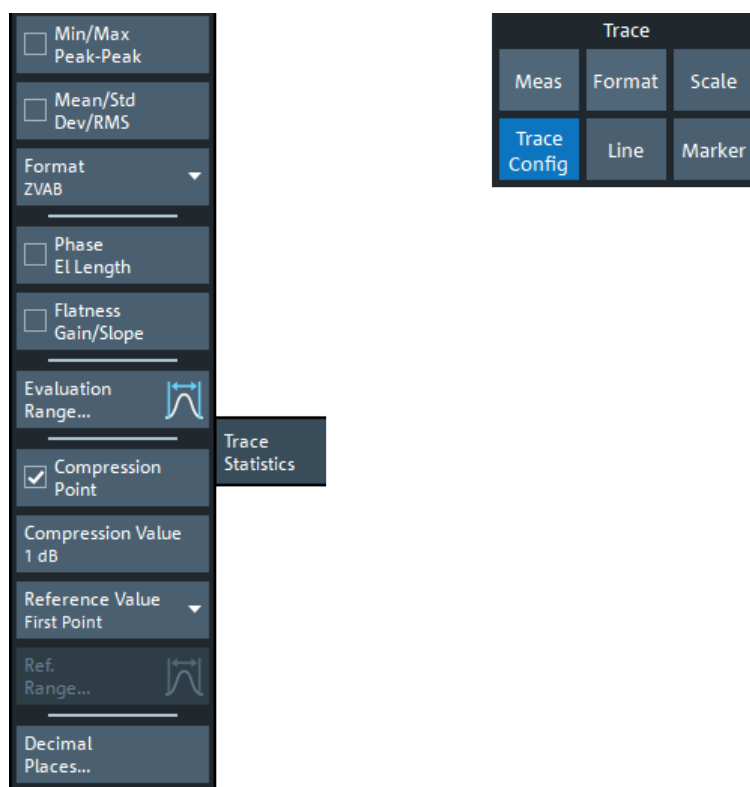 Min/Max
Peak-Peak
Mean/Std
Dev/RMS
Format
ZVAB
Phase
El Length
Flatness
Gain/Slope
Evaluation
Range...
Compression
Point
Compression Value
1 dB
Reference Value
First Point
Ref.
Range...
Decimal
Places...
Trace
Statistics
Trace
Meas Format Scale
Trace
Config Line Marker